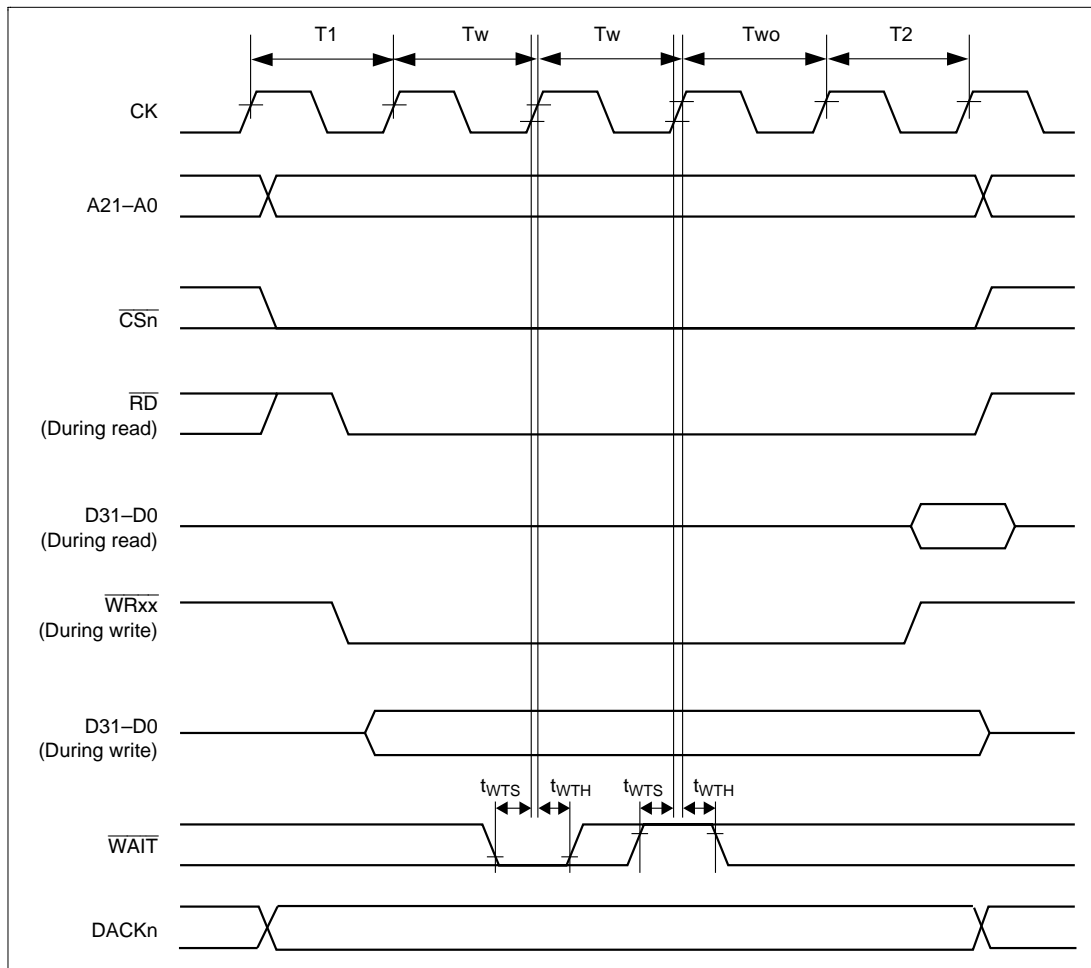 T1 Tw Tw Two T2
CK
A21–A0
CSn
RD
(During read)
D31–D0
(During read)
WRxx
(During write)
D31–D0
(During write)
tWTS tWTH tWTS tWTH
WAIT
DACKn